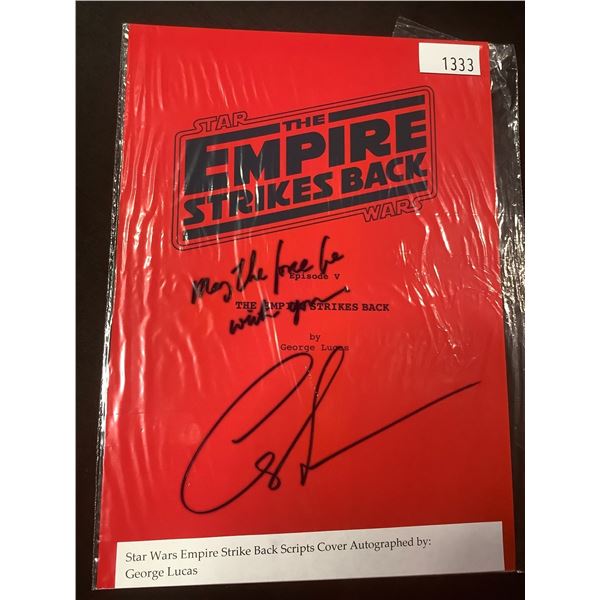 1333
STAR
THE
EMPIRE
STRIKES BACK
WARS
May the force be
with you
Episode V
THE EMPIRE STRIKES BACK
by
George Lucas
Star Wars Empire Strike Back Scripts Cover Autographed by:
George Lucas